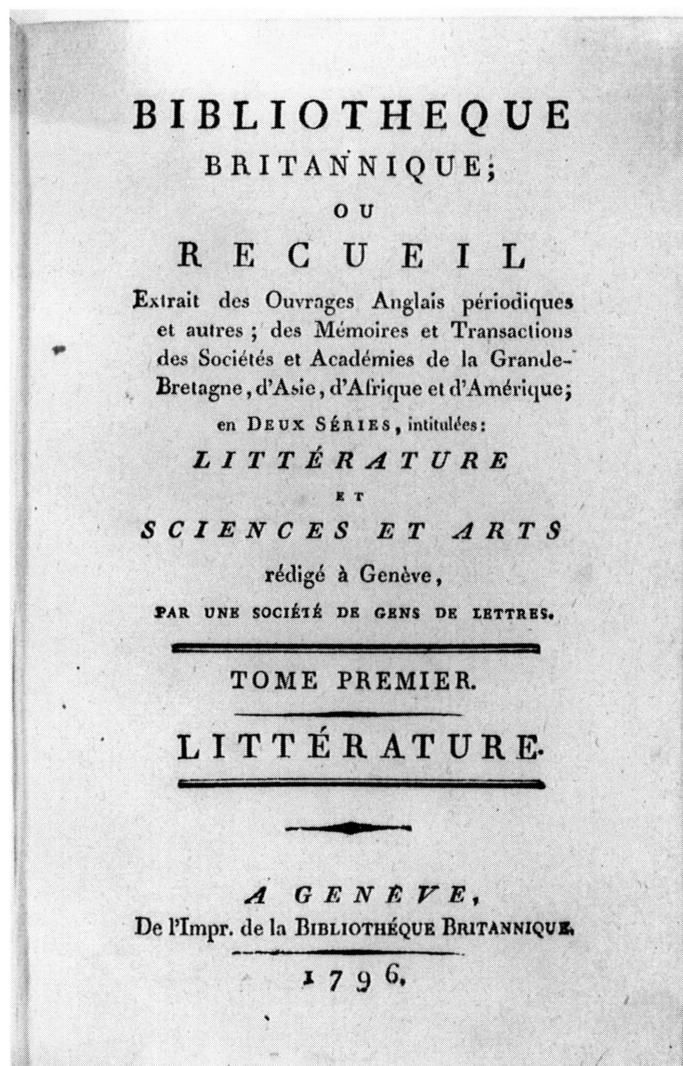 BIBLIOTHEQUE
BRITANNIQUE;
OU
RECUEIL
Extrait des Ouvrages Anglais périodiques
et autres ; des Mémoires et Transactions
des Sociétés et Académies de la Grande-
Bretagne, d'Asie, d'Afrique et d'Amérique;
en DEUX SÉRIES, intitulées:
LITTÉRATURE
ET
SCIENCES ET ARTS
rédigé à Genève,
PAR UNE SOCIÉTÉ DE GENS DE LETTRES.
TOME PREMIER.
LITTÉRATURE.
A GENÈVE,
De l'Impr. de la BIBLIOTHÉQUE BRITANNIQUE.
1796.